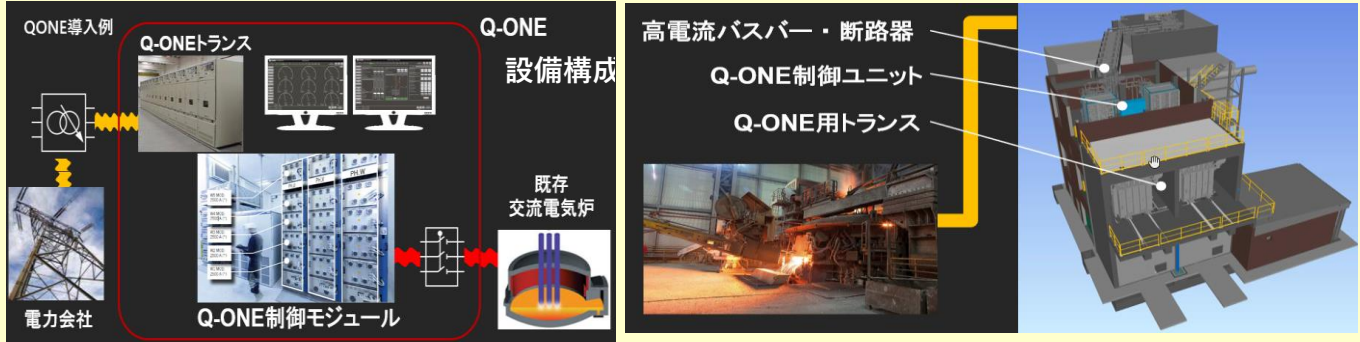 QONE導入例
Q-ONEトランス
Q-ONE
設備構成
電力会社
PH.V
PH.W
Q-ONE制御モジュール
既存
交流電気炉
高電流バスバー・断路器
Q-ONE制御ユニット
Q-ONE用トランス